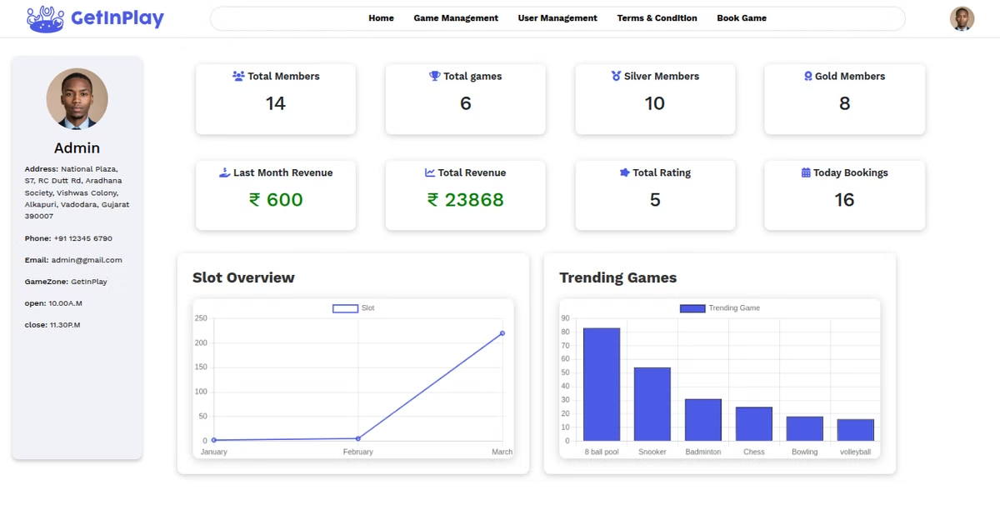 GetInPlay
Home Game Management User Management Terms & Condition Book Game
Admin
Address: National Plaza,
S7, RC Dutt Rd, Aradhana
Society, Vishwas Colony,
Alkapuri, Vadodara, Gujarat
390007
Phone: +91 12345 6790
Email: admin@gmail.com
GameZone: GetInPlay
open: 10.00A.M
close: 11.30P.M
Total Members
14
Total games
6
Silver Members
10
Gold Members
8
Last Month Revenue
₹ 600
Total Revenue
₹ 23868
Total Rating
5
Today Bookings
16
Slot Overview
Slot
250
200
150
100
50
0
January February March
Trending Games
Trending Game
90
80
70
60
50
40
30
20
10
0
8 ball pool Snooker Badminton Chess Bowling volleyball